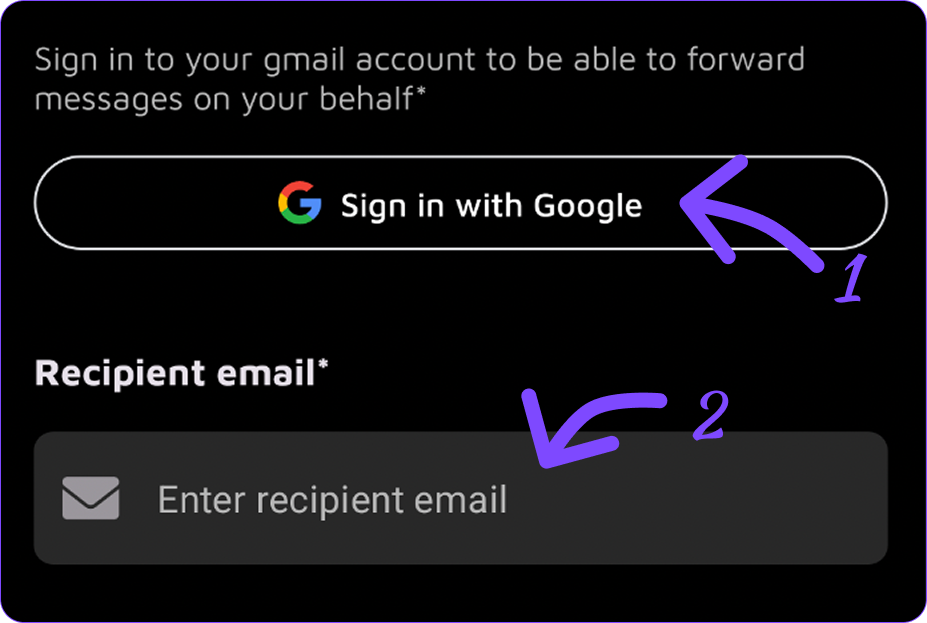 Sign in to your gmail account to be able to forward
messages on your behalf*
Sign in with Google
1
Recipient email*
2
Enter recipient email